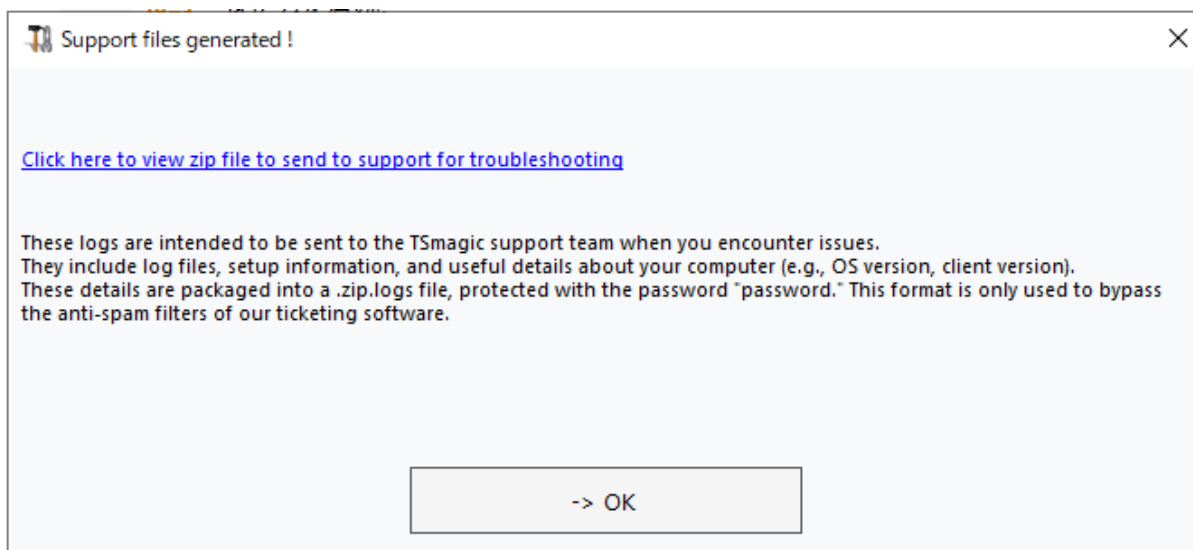 Support files generated !
Click here to view zip file to send to support for troubleshooting
These logs are intended to be sent to the TSmagic support team when you encounter issues.
They include log files, setup information, and useful details about your computer (e.g., OS version, client version).
These details are packaged into a .zip.logs file, protected with the password "password." This format is only used to bypass
the anti-spam filters of our ticketing software.
-> OK